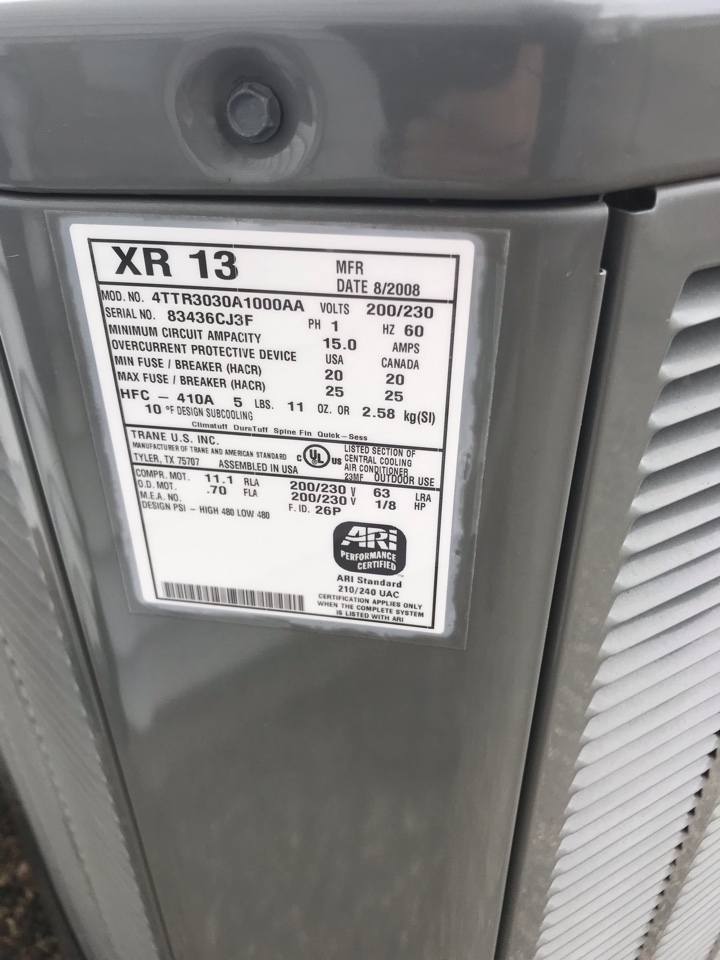 XR 13
MFR
DATE 8/2008
MOD. NO. 4TTR3030A1000AA VOLTS 200/230
SERIAL NO. 83436CJ3F PH 1 HZ 60
MINIMUM CIRCUIT AMPACITY 15.0 AMPS
OVERCURRENT PROTECTIVE DEVICE USA CANADA
MIN FUSE / BREAKER (HACR) 20 20
MAX FUSE / BREAKER (HACR) 25 25
HFC – 410A 5 LBS. 11 OZ. OR 2.58 kg(SI)
10 °F DESIGN SUBCOOLING
Climatuff DuraTuff Spine Fin Quick-Sess
TRANE U.S. INC.
MANUFACTURER OF TRANE AND AMERICAN STANDARD
TYLER, TX 75707 ASSEMBLED IN USA
C UL US
LISTED SECTION OF
CENTRAL COOLING
AIR CONDITIONER
23MF OUTDOOR USE
COMPR. MOT. 11.1 RLA 200/230 V 63 LRA
O.D. MOT. .70 FLA 200/230 V 1/8 HP
M.E.A. NO. F. ID. 26P
DESIGN PSI – HIGH 480 LOW 480
ARI
PERFORMANCE
CERTIFIED
TM
ARI Standard
210/240 UAC
CERTIFICATION APPLIES ONLY
WHEN THE COMPLETE SYSTEM
IS LISTED WITH ARI